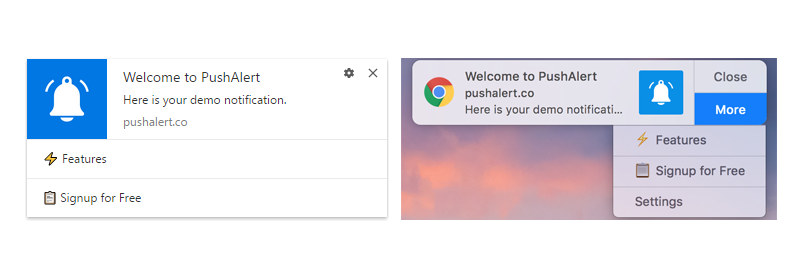 Welcome to PushAlert
Here is your demo notification.
pushalert.co
⚡ Features
📋 Signup for Free
Welcome to PushAlert
pushalert.co
Here is your demo notificati...
Close
More
⚡ Features
📋 Signup for Free
Settings